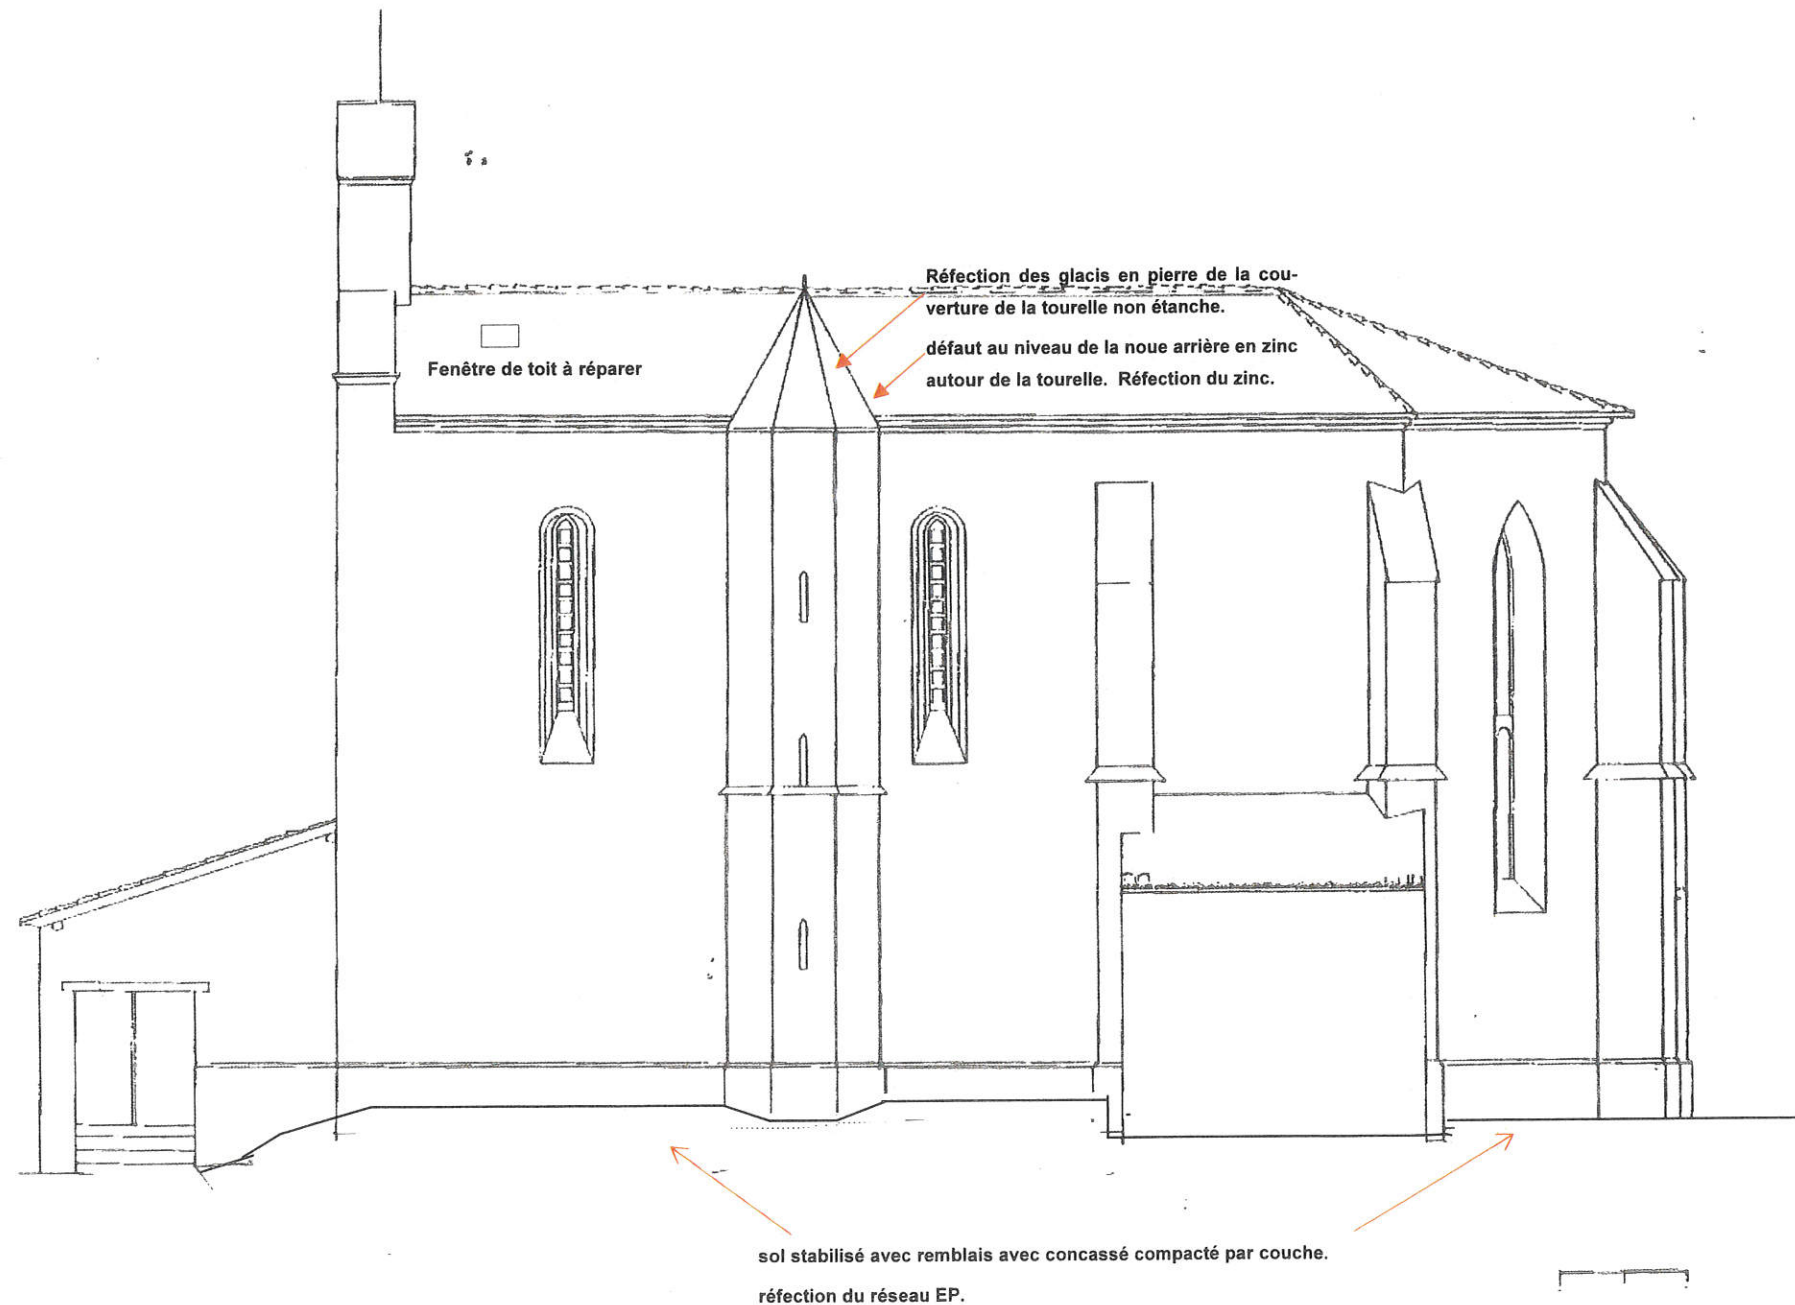 Réfection des glacis en pierre de la cou-
verture de la tourelle non étanche.
défaut au niveau de la noue arrière en zinc
autour de la tourelle. Réfection du zinc.
Fenêtre de toit à réparer
sol stabilisé avec remblais avec concassé compacté par couche.
réfection du réseau EP.